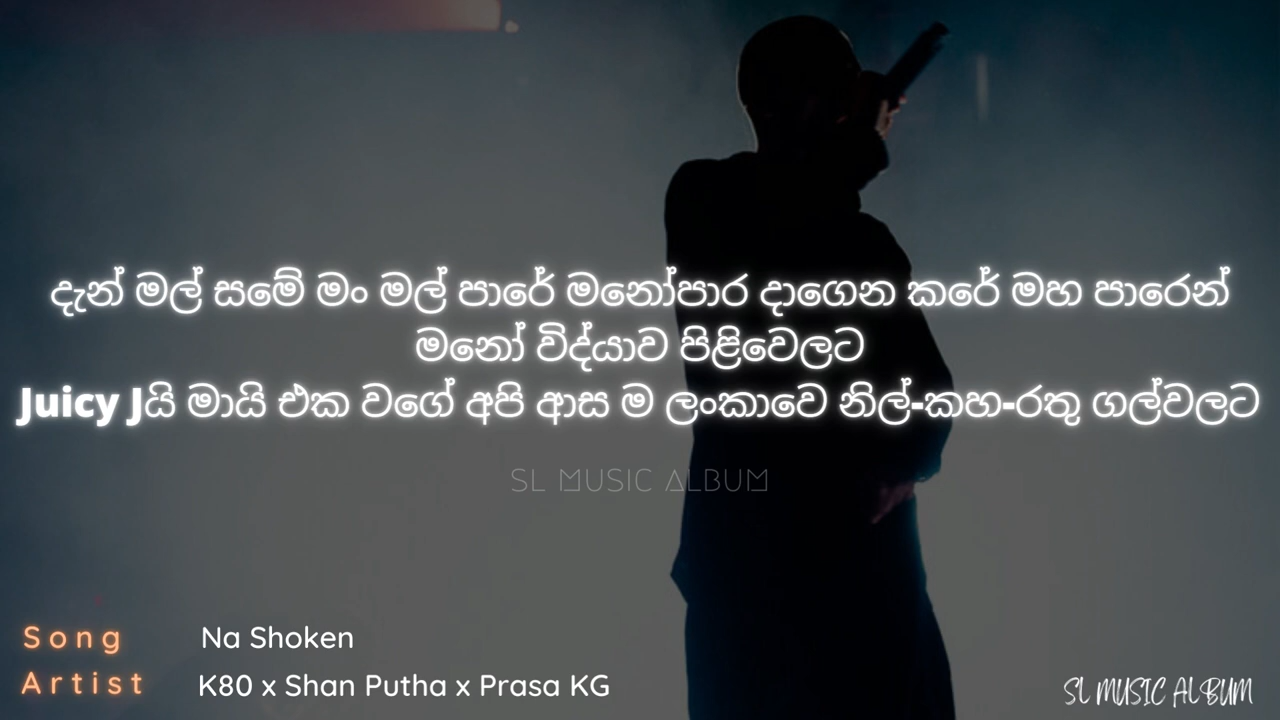 දැන් මල් සමේ මං මල් පාරේ මනෝපාර දාගෙන කරේ මහ පාරෙන්
මනෝ විද්යාව පිළිවෙලට
Juicy Jයි මායි එක වගේ අපි ආස ම ලංකාවෙ නිල්-කහ-රතු ගල්වලට
SL MUSIC ALBUM
Song Na Shoken
Artist K80 x Shan Putha x Prasa KG
SL MUSIC ALBUM